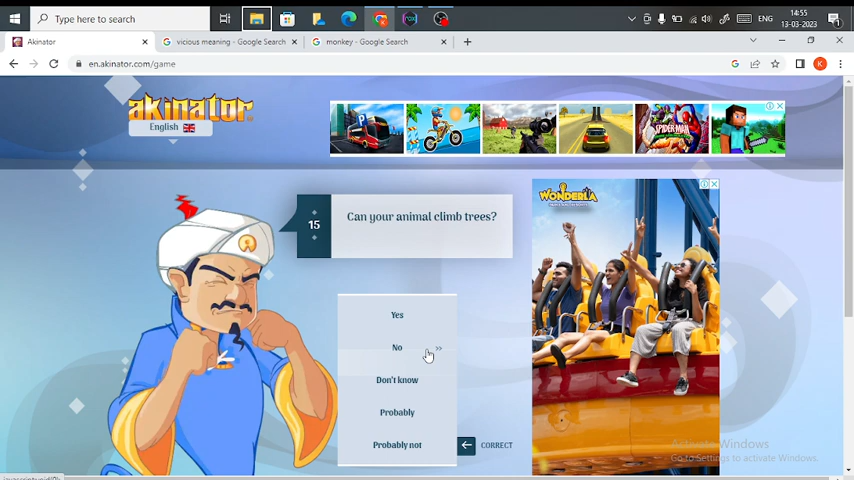 Type here to search
ENG
14:55
13-03-2023
Akinator
vicious meaning - Google Search
monkey - Google Search
en.akinator.com/game
K
akinator
English
SPIDER-MAN
WONDERLA
15
Can your animal climb trees?
Yes
No
Don't know
Probably
Probably not
CORRECT
Activate Windows
Go to Settings to activate Windows.